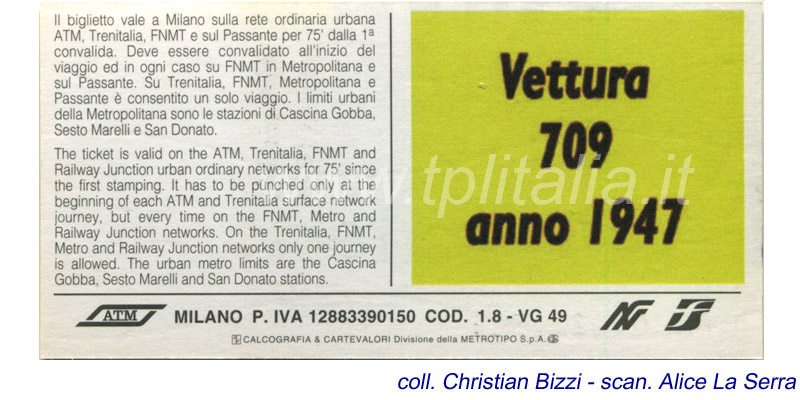 Il biglietto vale a Milano sulla rete ordinaria urbana
ATM, Trenitalia, FNMT e sul Passante per 75' dalla 1ª
convalida. Deve essere convalidato all'inizio del
viaggio ed in ogni caso su FNMT in Metropolitana e
sul Passante. Su Trenitalia, FNMT, Metropolitana e
Passante è consentito un solo viaggio. I limiti urbani
della Metropolitana sono le stazioni di Cascina Gobba,
Sesto Marelli e San Donato.
The ticket is valid on the ATM, Trenitalia, FNMT and
Railway Junction urban ordinary networks for 75' since
the first stamping. It has to be punched only at the
beginning of each ATM and Trenitalia surface network
journey, but every time on the FNMT, Metro and
Railway Junction networks. On the Trenitalia, FNMT,
Metro and Railway Junction networks only one journey
is allowed. The urban metro limits are the Cascina
Gobba, Sesto Marelli and San Donato stations.
Vettura
709
anno 1947
www.tplitalia.it
ATM MILANO P. IVA 12883390150 COD. 1.8 - VG 49
CALCOGRAFIA & CARTEVALORI Divisione della METROTIPO S.p.A.
coll. Christian Bizzi - scan. Alice La Serra